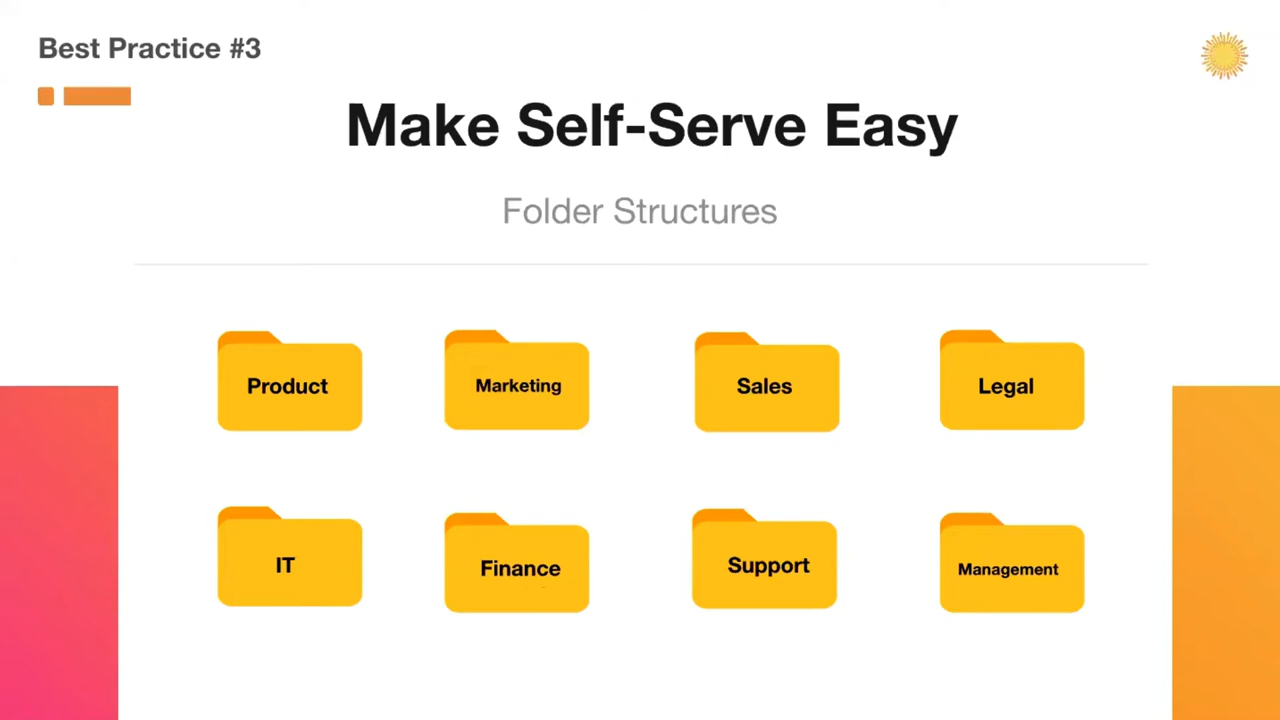 Best Practice #3
Make Self-Serve Easy
Folder Structures
Product
Marketing
Sales
Legal
IT
Finance
Support
Management